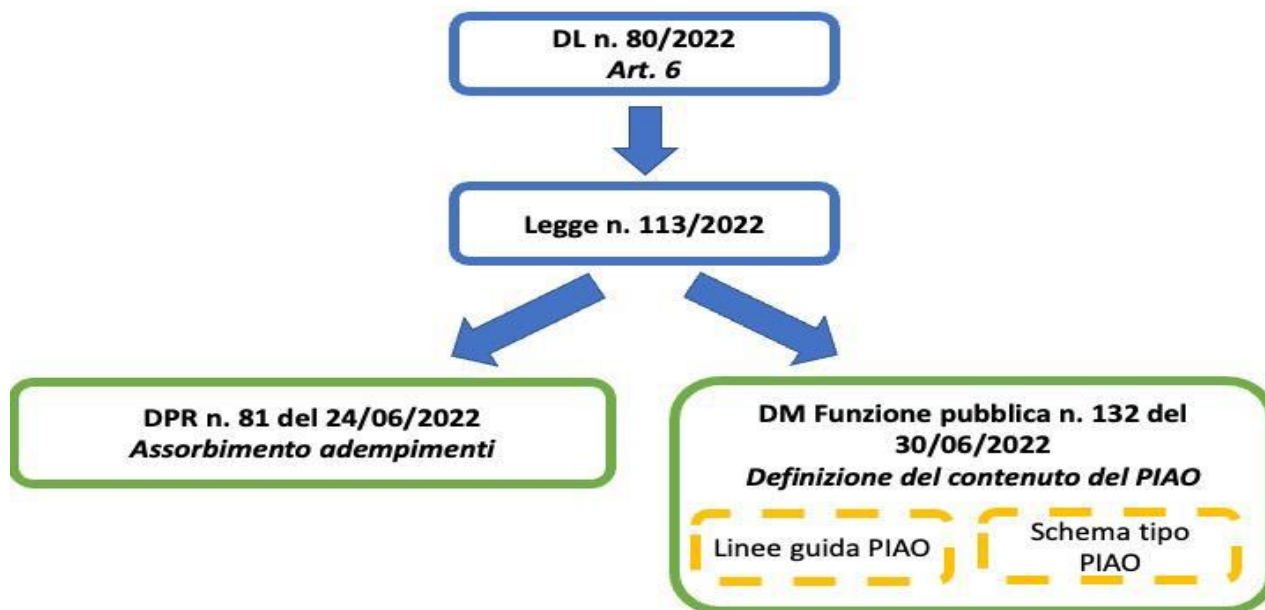 DL n. 80/2022
Art. 6
Legge n. 113/2022
DPR n. 81 del 24/06/2022
Assorbimento adempimenti
DM Funzione pubblica n. 132 del
30/06/2022
Definizione del contenuto del PIAO
Linee guida PIAO
Schema tipo
PIAO